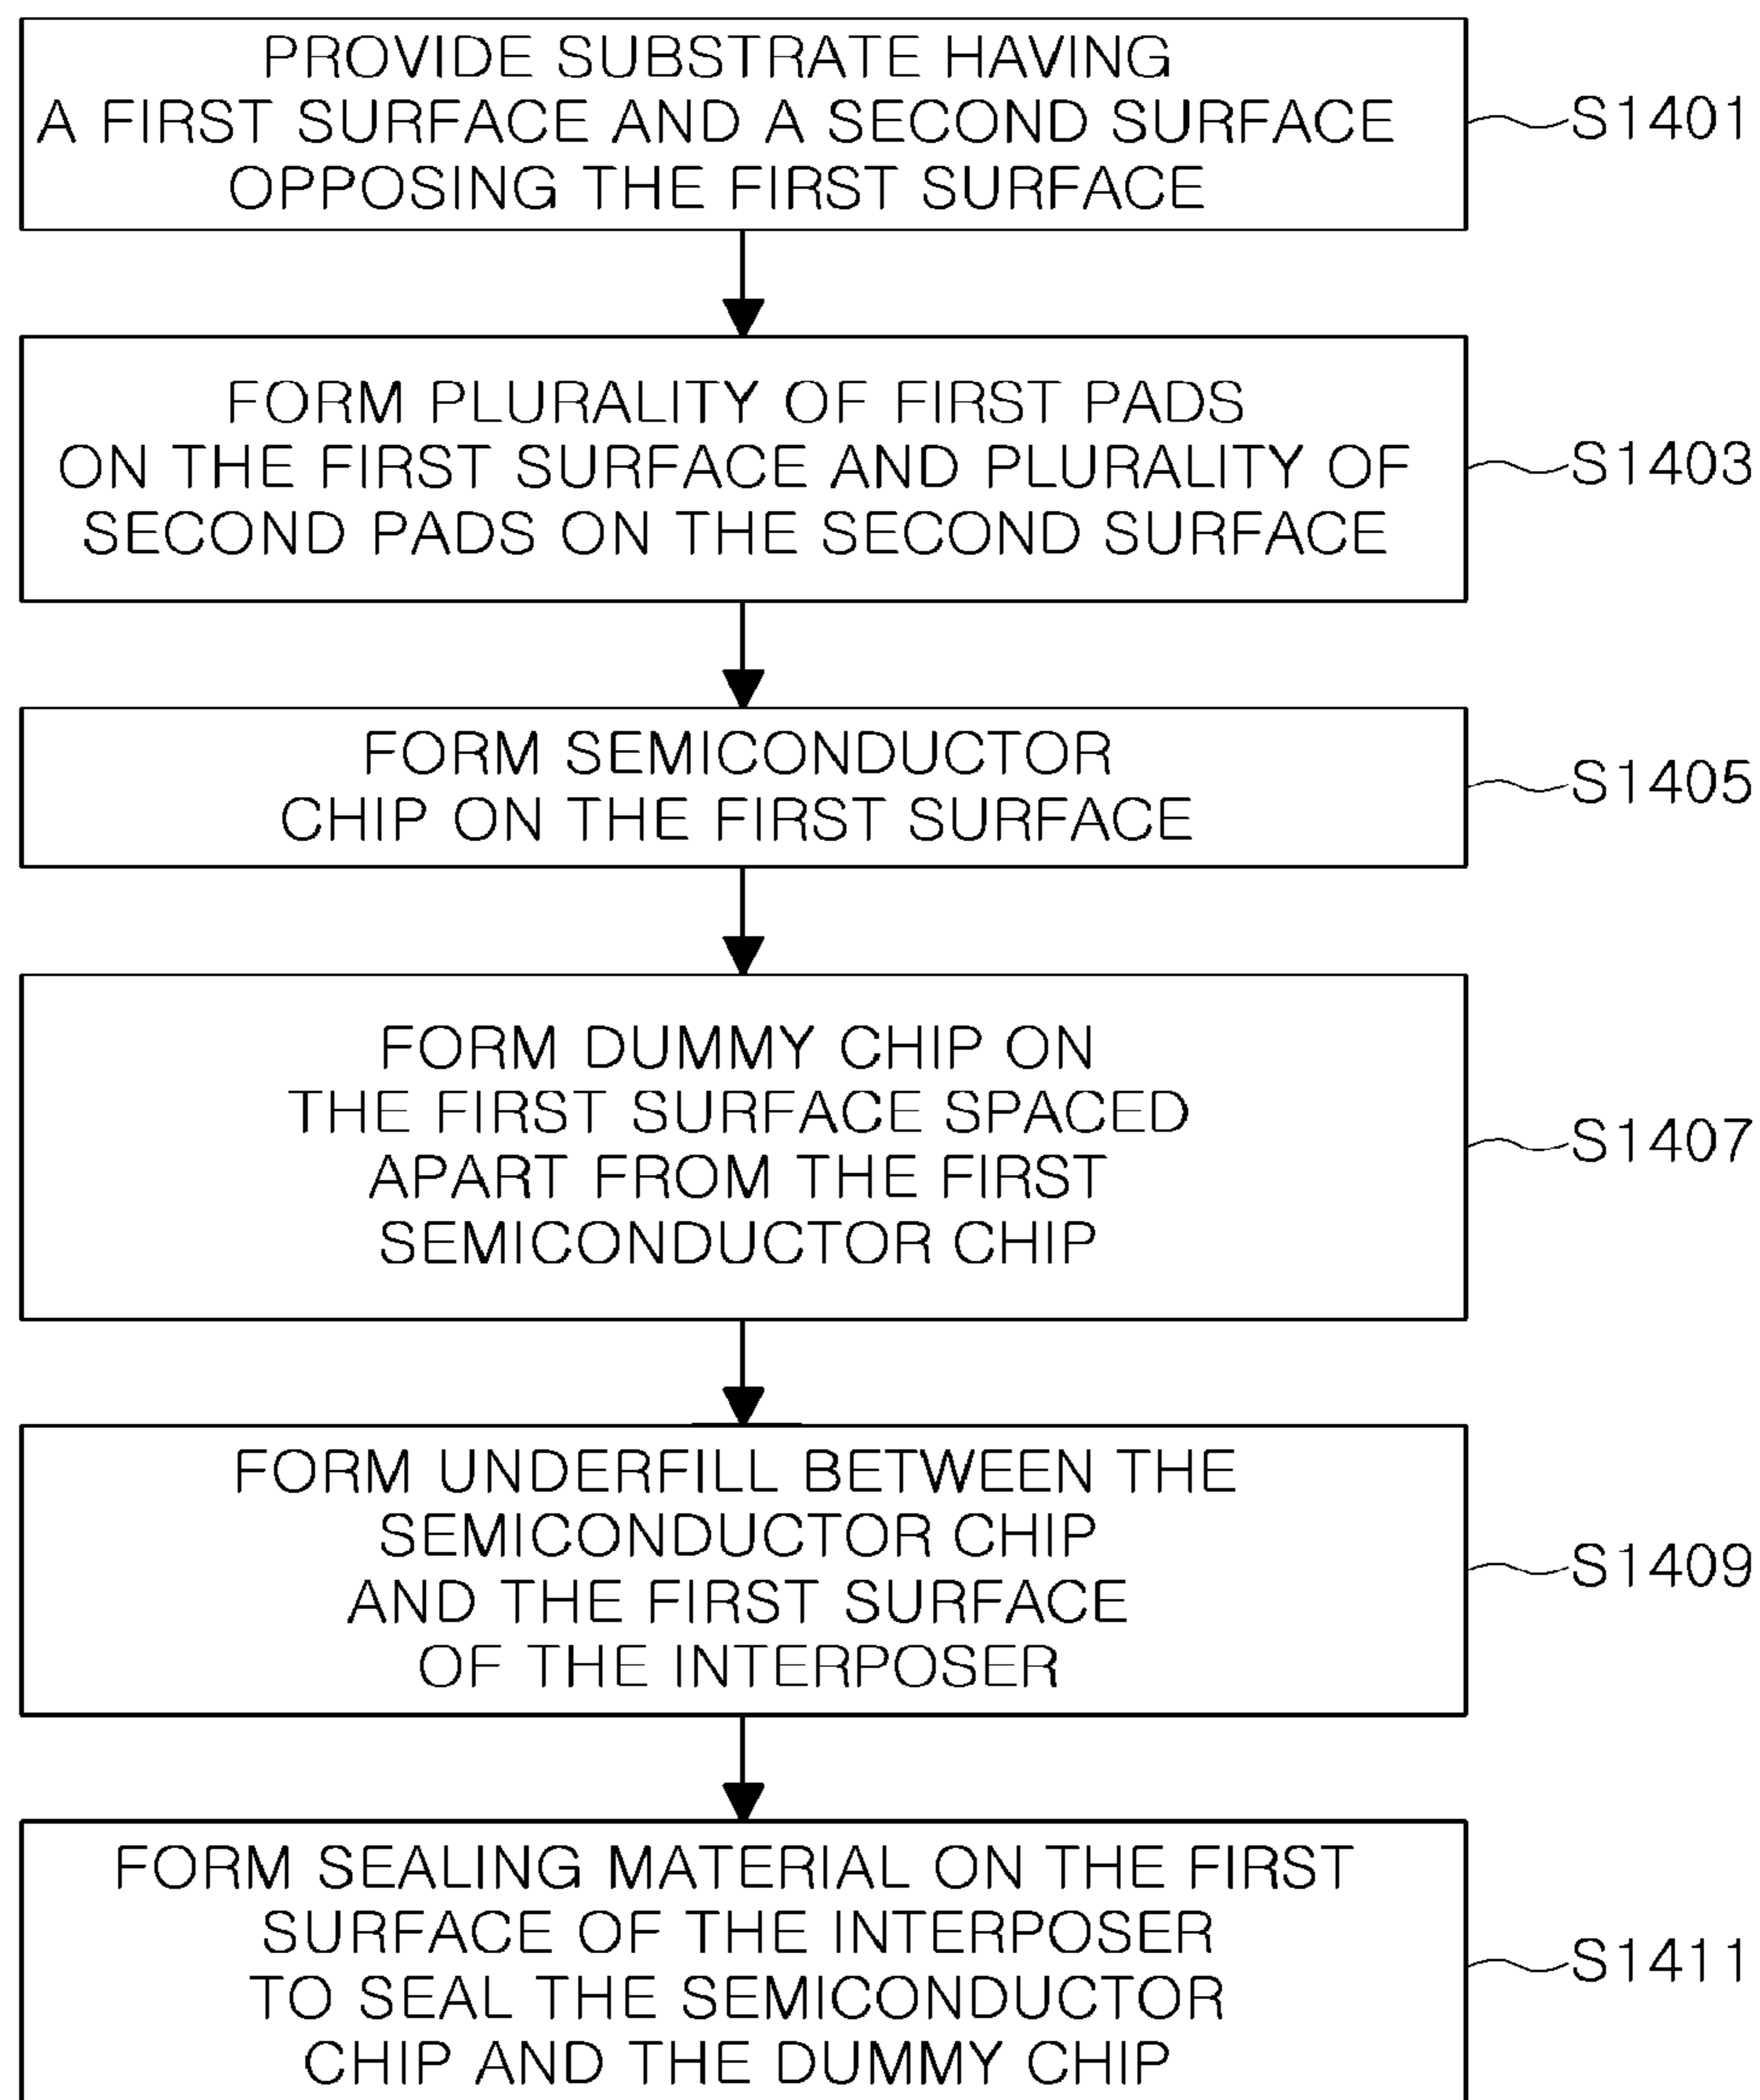 PROVIDE SUBSTRATE HAVING
A FIRST SURFACE AND A SECOND SURFACE
OPPOSING THE FIRST SURFACE
S1401
FORM PLURALITY OF FIRST PADS
ON THE FIRST SURFACE AND PLURALITY OF
SECOND PADS ON THE SECOND SURFACE
S1403
FORM SEMICONDUCTOR
CHIP ON THE FIRST SURFACE
S1405
FORM DUMMY CHIP ON
THE FIRST SURFACE SPACED
APART FROM THE FIRST
SEMICONDUCTOR CHIP
S1407
FORM UNDERFILL BETWEEN THE
SEMICONDUCTOR CHIP
AND THE FIRST SURFACE
OF THE INTERPOSER
S1409
FORM SEALING MATERIAL ON THE FIRST
SURFACE OF THE INTERPOSER
TO SEAL THE SEMICONDUCTOR
CHIP AND THE DUMMY CHIP
S1411